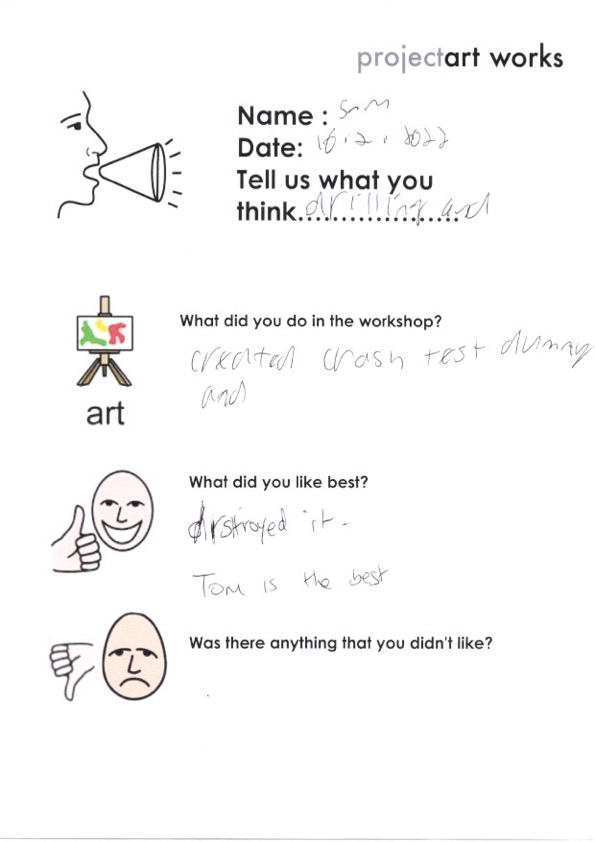 projectart works
Name : Sam
Date: 16.2.2022
Tell us what you
think..................drilling and
What did you do in the workshop?
created crash test dummy
and
art
What did you like best?
drstroyed it.
Tom is the best
Was there anything that you didn't like?